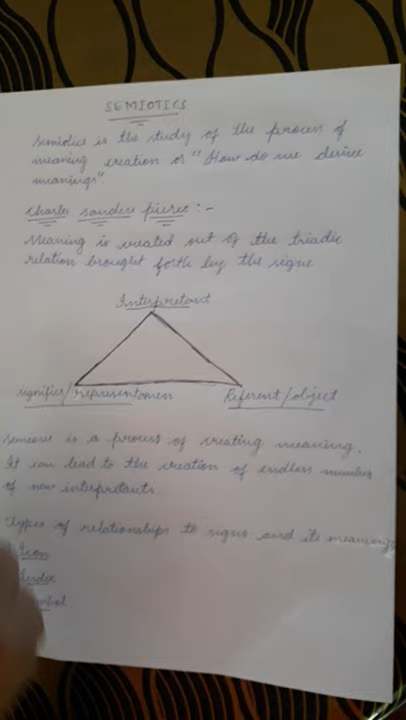 SEMIOTICS
Semiotics is the study of the process of
meaning creation or "How do we derive
meanings"
Charles sanders pierce :-
Meaning is created out of the triadic
relation brought forth by the signs
Interpretant
signifier/representomen
Referent/object
semiosis is a process of creating meaning.
It can lead to the creation of endless number
of new interpretants
Types of relationships to signs and its meanings
Icon
Index